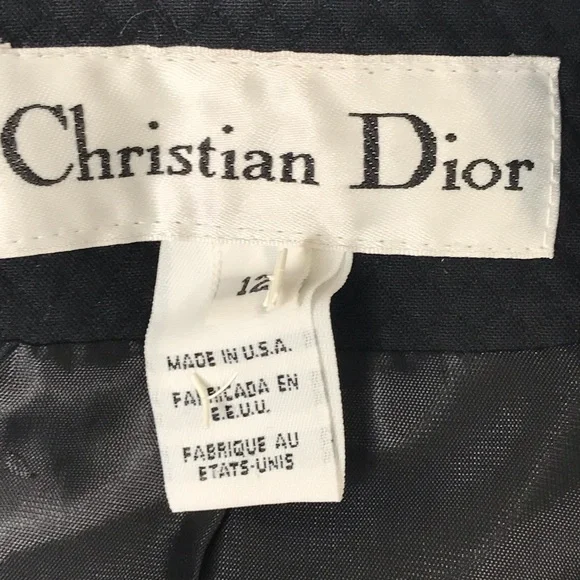 Christian Dior
12
MADE IN U.S.A.
FABRICADA EN
E.E.U.U.
FABRIQUE AU
ETATS-UNIS